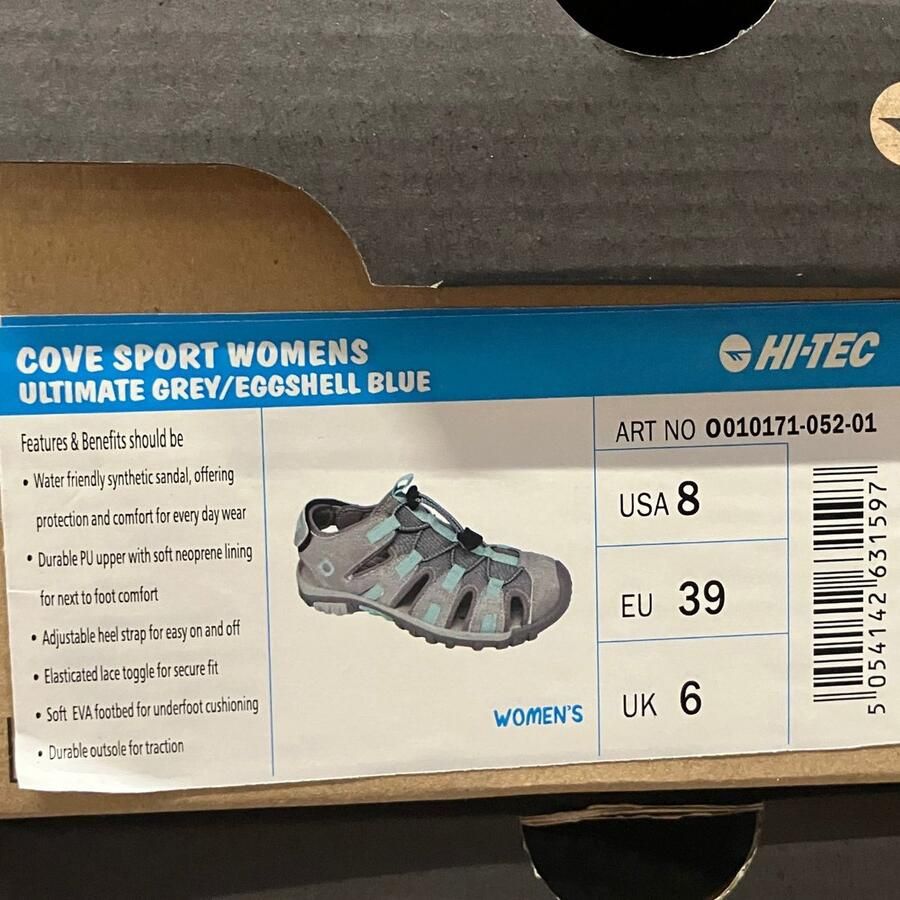 COVE SPORT WOMENS
ULTIMATE GREY/EGGSHELL BLUE
HI-TEC
Features & Benefits should be
• Water friendly synthetic sandal, offering
protection and comfort for every day wear
• Durable PU upper with soft neoprene lining
for next to foot comfort
• Adjustable heel strap for easy on and off
• Elasticated lace toggle for secure fit
• Soft EVA footbed for underfoot cushioning
• Durable outsole for traction
WOMEN'S
ART NO O010171-052-01
USA 8
EU 39
UK 6
5 054142 631597